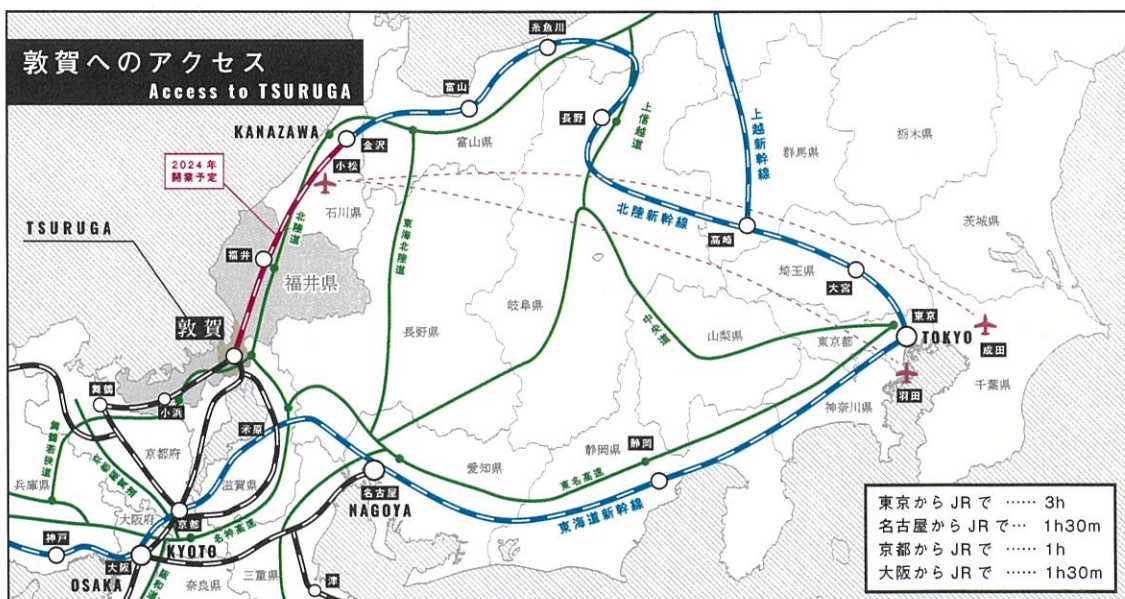 敦賀へのアクセス
Access to TSURUGA
糸魚川
富山
長野
上信越道
上越新幹線
群馬県
栃木県
KANAZAWA
金沢
富山県
2024年
開業予定
小松
石川県
北陸道
東海北陸道
北陸新幹線
茨城県
高崎
TSURUGA
福井
福井県
埼玉県
大宮
岐阜県
敦賀
長野県
中央道
山梨県
東京都
東京
TOKYO
成田
羽田
千葉県
神奈川県
舞鶴
小浜
米原
静岡県
静岡
舞鶴若狭道
京都府
愛知県
東名高速
兵庫県
滋賀県
名古屋
NAGOYA
東海道新幹線
大阪府
京都
KYOTO
名神高速
神戸
大阪
OSAKA
奈良県
三重県
津
東京からJRで …… 3h
名古屋からJRで… 1h30m
京都からJRで …… 1h
大阪からJRで …… 1h30m